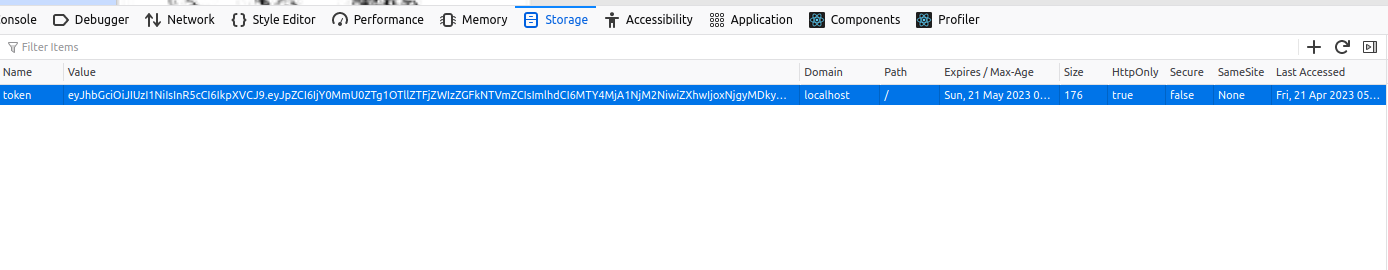 Console Debugger Network Style Editor Performance Memory Storage Accessibility Application Components Profiler
Filter Items
Name Value Domain Path Expires / Max-Age Size HttpOnly Secure SameSite Last Accessed
token eyJhbGciOiJIUzI1NiIsInR5cCI6IkpXVCJ9.eyJpZCI6IjY0MmU0ZTg1OTllZTFjZWIzZGFkNTVmZCIsImlhdCI6MTY4MjA1NjM2NiwiZXhwIjoxNjgyMDky... localhost / Sun, 21 May 2023 0... 176 true false None Fri, 21 Apr 2023 05...